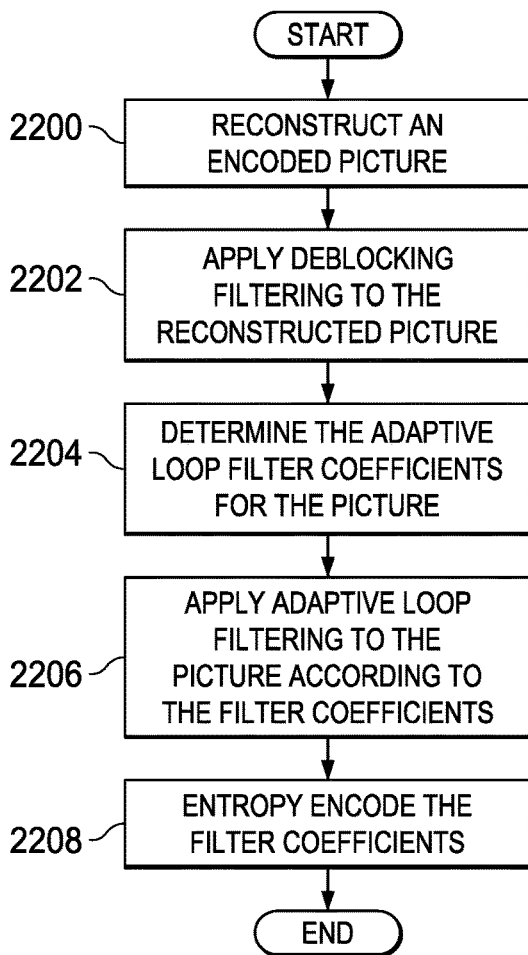 START
2200
RECONSTRUCT AN
ENCODED PICTURE
2202
APPLY DEBLOCKING
FILTERING TO THE
RECONSTRUCTED PICTURE
2204
DETERMINE THE ADAPTIVE
LOOP FILTER COEFFICIENTS
FOR THE PICTURE
2206
APPLY ADAPTIVE LOOP
FILTERING TO THE
PICTURE ACCORDING TO
THE FILTER COEFFICIENTS
2208
ENTROPY ENCODE THE
FILTER COEFFICIENTS
END